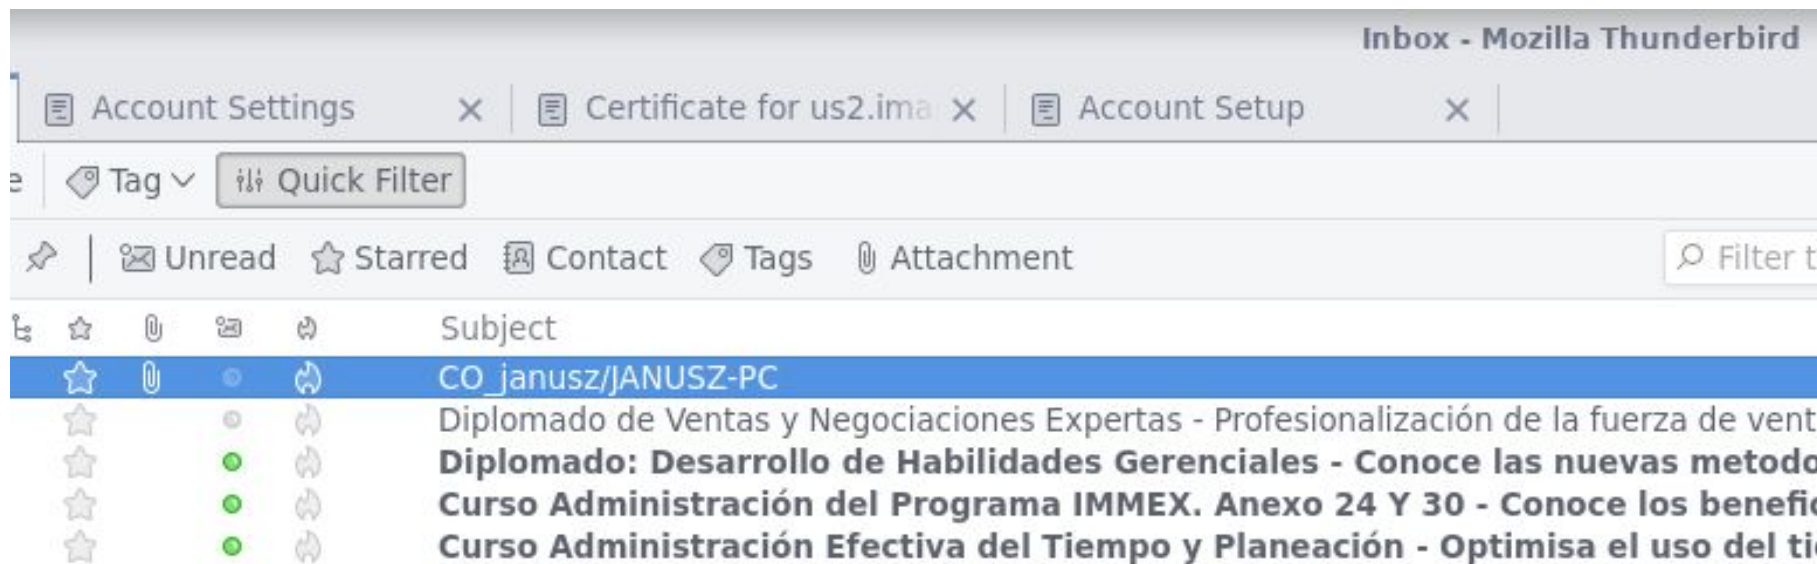 Inbox - Mozilla Thunderbird
Account Settings Certificate for us2.ima Account Setup
e Tag Quick Filter
Unread Starred Contact Tags Attachment Filter t
Subject
CO_janusz/JANUSZ-PC
Diplomado de Ventas y Negociaciones Expertas - Profesionalización de la fuerza de vent
Diplomado: Desarrollo de Habilidades Gerenciales - Conoce las nuevas metodo
Curso Administración del Programa IMMEX. Anexo 24 Y 30 - Conoce los benefic
Curso Administración Efectiva del Tiempo y Planeación - Optimisa el uso del tie